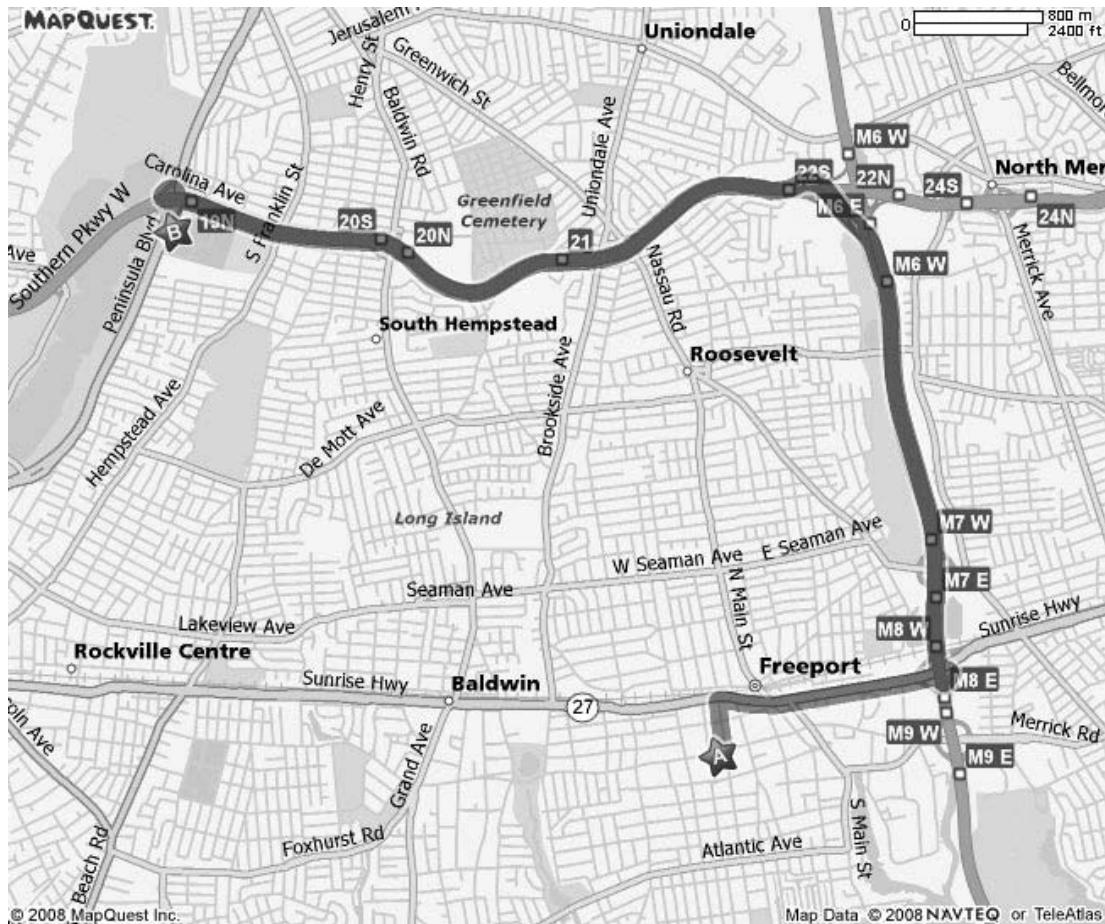 MAPQUEST.
Jerusalem
Uniondale
0
800 m
2400 ft
Henry St
Greenwich St
Baldwin Rd
Uniondale Ave
Bellmor
M6 W
Carolina Ave
S Franklin St
22S
22N
24S
North Mer
Southern Pkwy W
Greenfield
Cemetery
M6 E
24N
B
19N
20S
20N
21
Ave
Peninsula Blvd
Nassau Rd
M6 W
Merrick Ave
South Hempstead
Roosevelt
Hempstead Ave
De Mott Ave
Brookside Ave
Long Island
M7 W
W Seaman Ave
E Seaman Ave
Seaman Ave
N Main St
M7 E
Lakeview Ave
M8 W
Sunrise Hwy
Rockville Centre
Freeport
Sunrise Hwy
Baldwin
M8 E
27
oln Ave
Grand Ave
A
M9 W
Merrick Rd
M9 E
Foxhurst Rd
Beach Rd
Atlantic Ave
S Main St
© 2008 MapQuest Inc.
Map Data © 2008 NAVTEQ or TeleAtlas